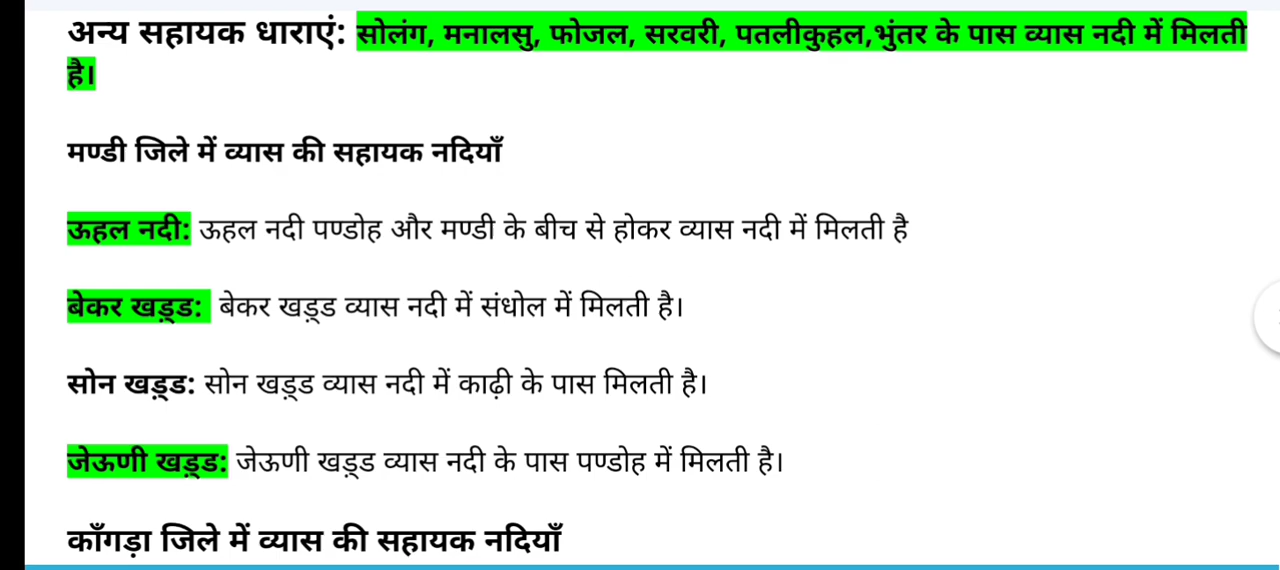 अन्य सहायक धाराएं: सोलंग, मनालसु, फोजल, सरवरी, पतलीकुहल,भुंतर के पास व्यास नदी में मिलती
है।
मण्डी जिले में व्यास की सहायक नदियाँ
ऊहल नदी: ऊहल नदी पण्डोह और मण्डी के बीच से होकर व्यास नदी में मिलती है
बेकर खड़्ड: बेकर खड़्ड व्यास नदी में संधोल में मिलती है।
सोन खड़्ड: सोन खड़्ड व्यास नदी में काढ़ी के पास मिलती है।
जेऊणी खड़्ड: जेऊणी खड़्ड व्यास नदी के पास पण्डोह में मिलती है।
काँगड़ा जिले में व्यास की सहायक नदियाँ